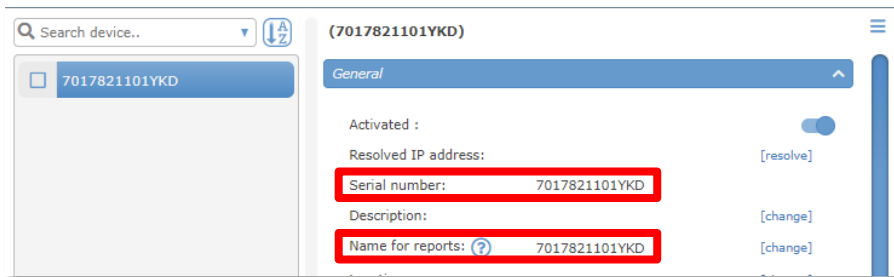 Search device..
7017821101YKD
(7017821101YKD)
General
Activated :
Resolved IP address: [resolve]
Serial number: 7017821101YKD
Description: [change]
Name for reports: ? 7017821101YKD [change]